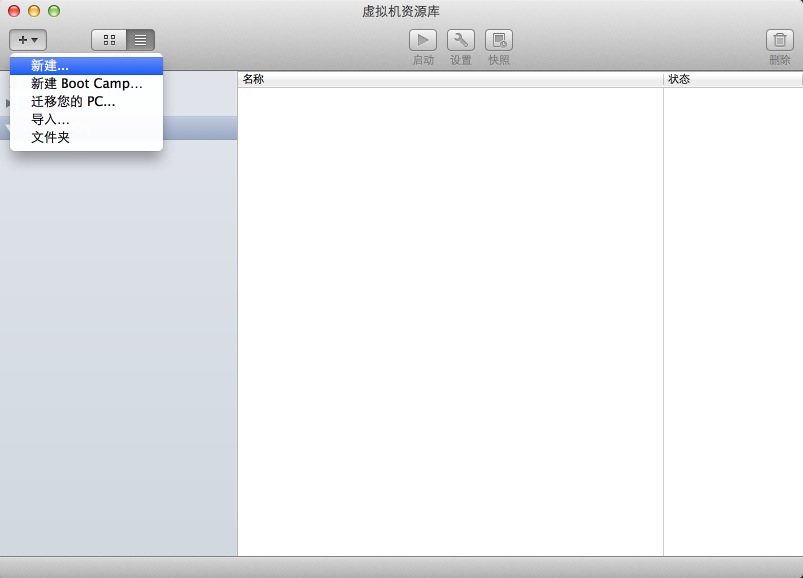 虚拟机资源库
启动
设置
快照
删除
新建...
新建 Boot Camp...
迁移您的 PC...
导入...
文件夹
名称
状态